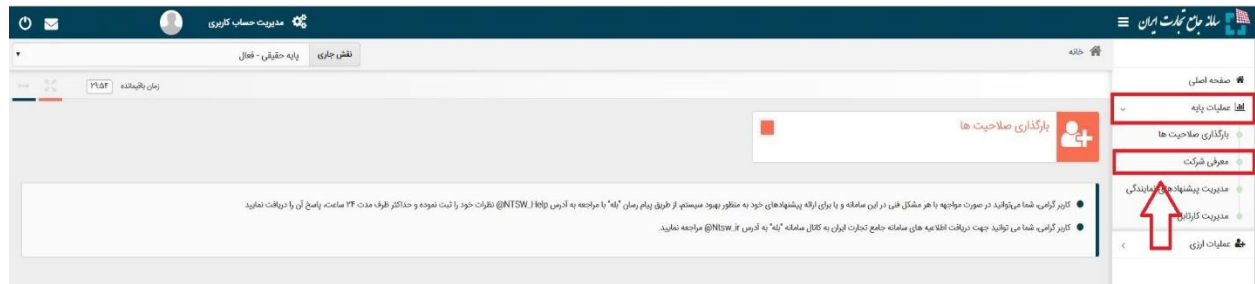 سامانه جامع تجارت ایران
مدیریت حساب کاربری
خانه
نقش جاری
پایه حقیقی - فعال
زمان باقیمانده ۲۹:۵۴
صفحه اصلی
عملیات پایه
بارگذاری صلاحیت ها
معرفی شرکت
مدیریت پیشنهادهای نمایندگی
مدیریت کارتابل
عملیات ارزی
بارگذاری صلاحیت ها
کاربر گرامی، شما می‌توانید در صورت مواجهه با هر مشکل فنی در این سامانه و یا برای ارائه پیشنهادهای خود به منظور بهبود سیستم، از طریق پیام رسان "بله" با مراجعه به آدرس NTSW_Help@ نظرات خود را ثبت نموده و حداکثر ظرف مدت ۲۴ ساعت، پاسخ آن را دریافت نمایید
کاربر گرامی، شما می توانید جهت دریافت اطلاعیه های سامانه جامع تجارت ایران به کانال سامانه "بله" به آدرس Ntsw_ir@ مراجعه نمایید.